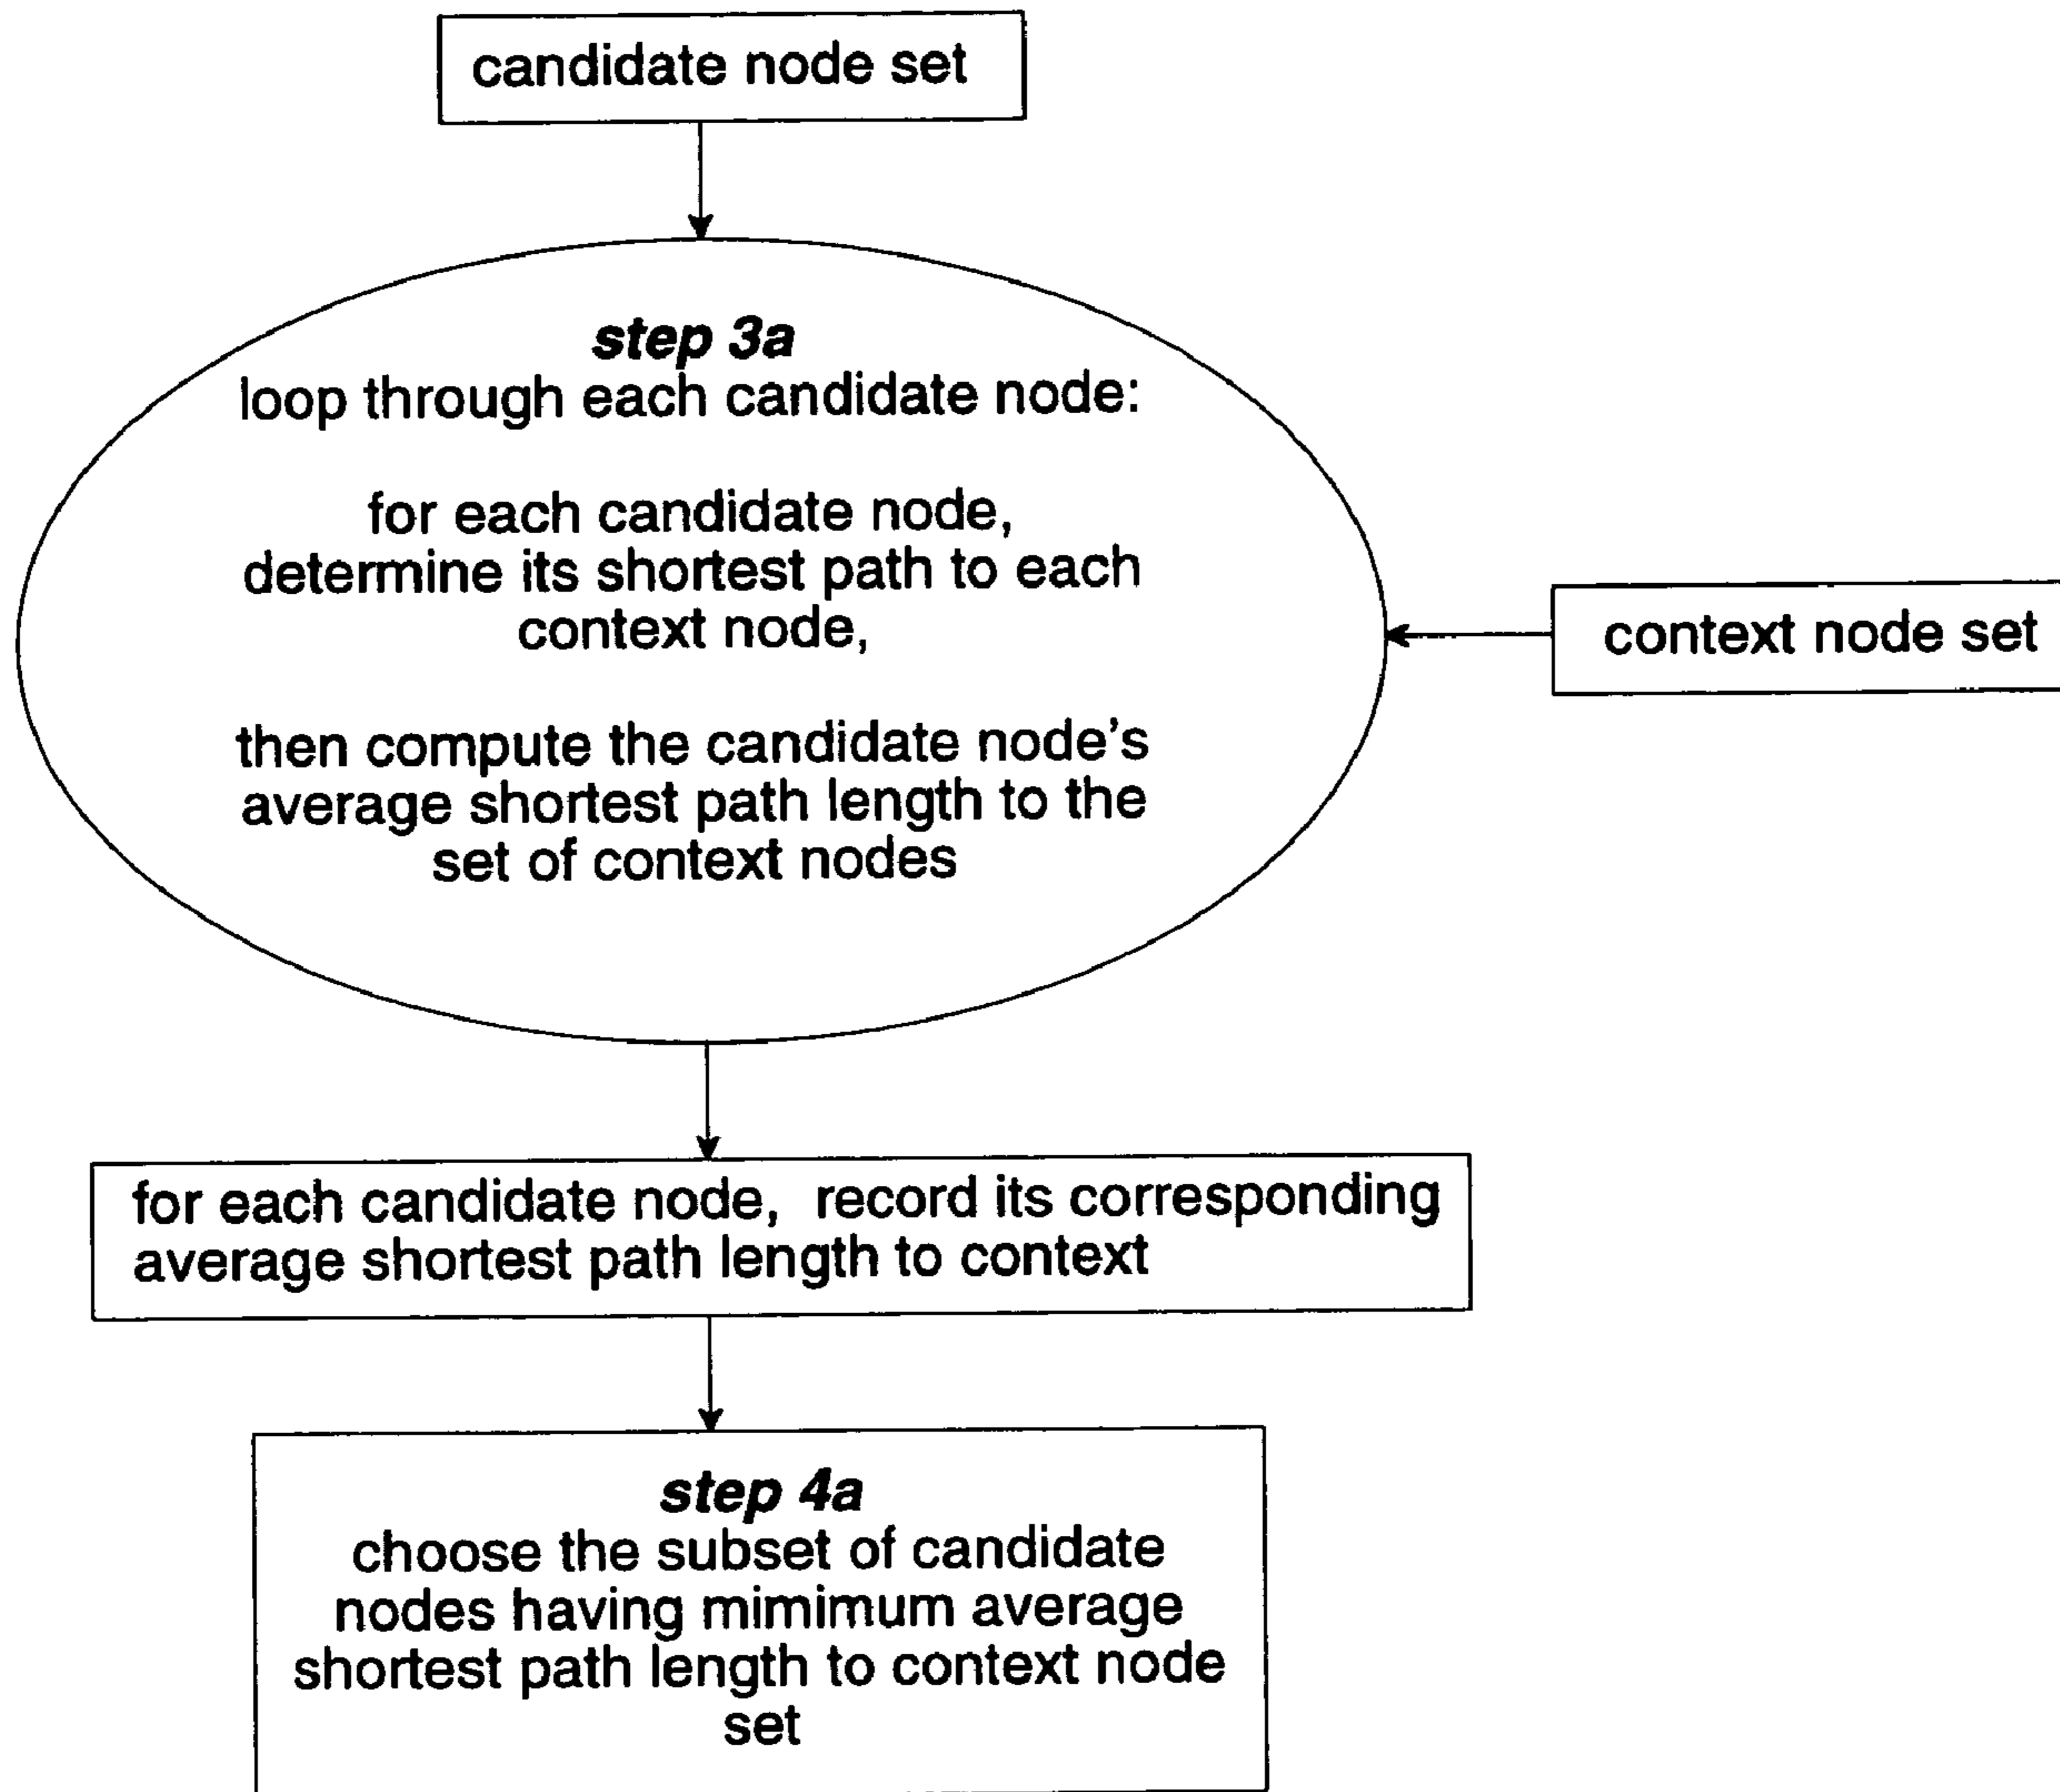 candidate node set
step 3a
loop through each candidate node:
for each candidate node,
determine its shortest path to each
context node,
then compute the candidate node's
average shortest path length to the
set of context nodes
context node set
for each candidate node, record its corresponding
average shortest path length to context
step 4a
choose the subset of candidate
nodes having mimimum average
shortest path length to context node
set